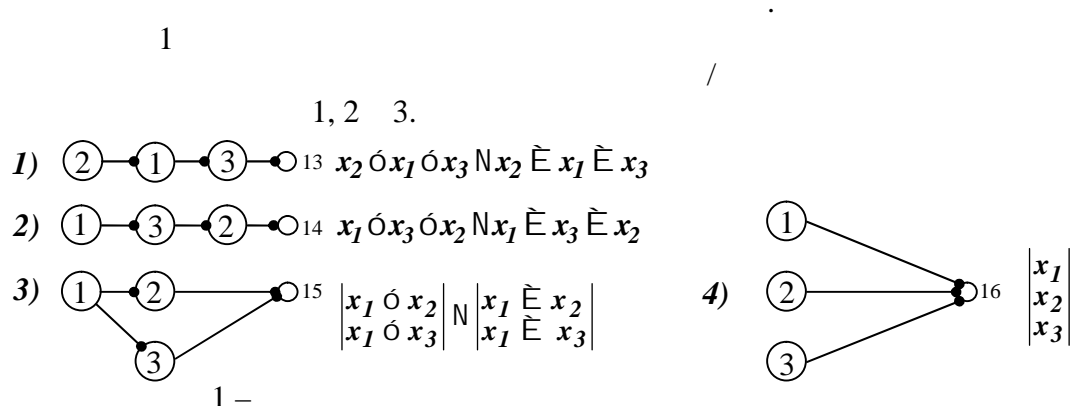 .
1
/
1, 2 3.
1) 2 1 3 13 x2 ó x1 ó x3 N x2 È x1 È x3
2) 1 3 2 14 x1 ó x3 ó x2 N x1 È x3 È x2
3) 1 2 15 |x1 ó x2| N |x1 È x2|
|x1 ó x3| |x1 È x3|
3
4) 1 2 3 16 |x1|
|x2|
|x3|
1 –